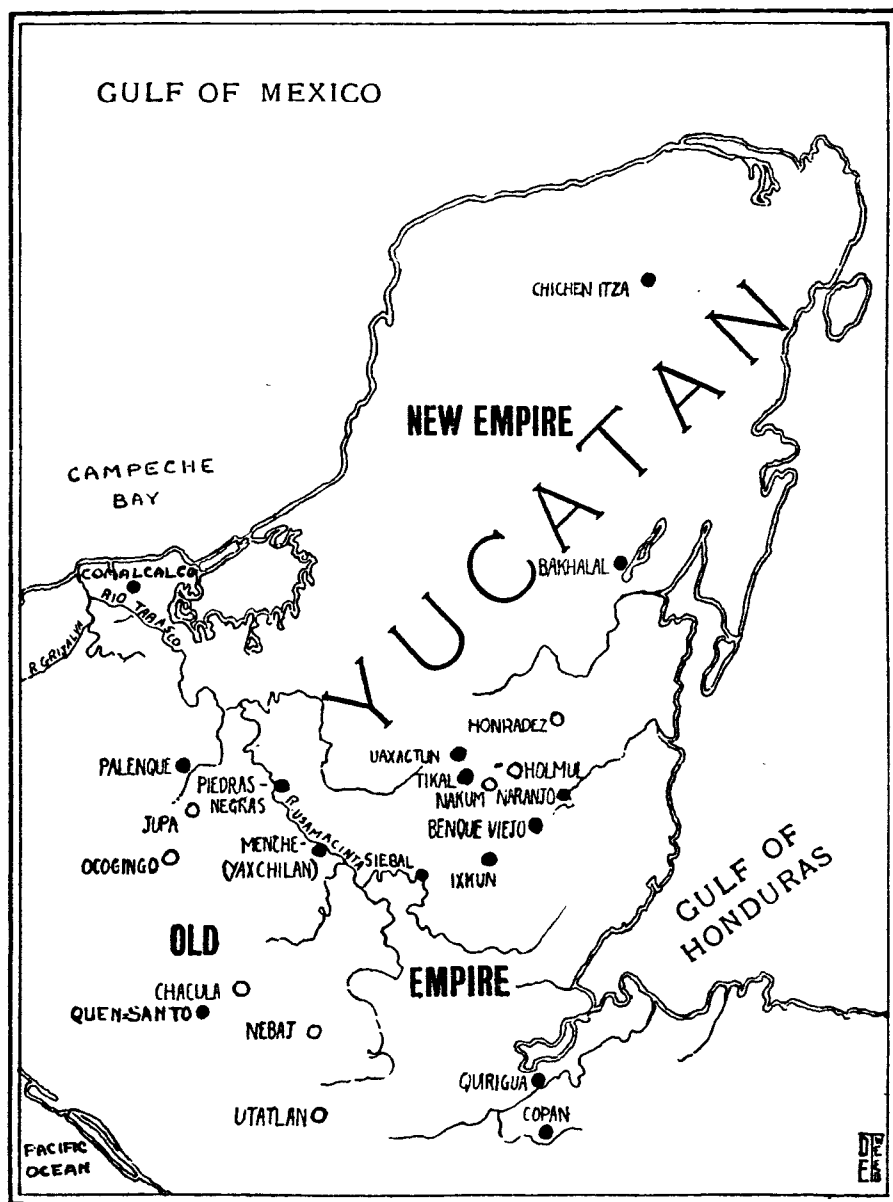 GULF OF MEXICO
CHICHEN ITZA
YUCATAN
NEW EMPIRE
CAMPECHE
BAY
BAKHALAL
COMALCALCO
RIO TABASCO
R. GRIJALVA
HONRADEZ
UAXACTUN
HOLMUL
TIKAL
NAKUM
NARANJO
PALENQUE
PIEDRAS-
NEGRAS
JUPA
BENQUE VIEJO
R. USAMACINTA
MENCHE-
(YAXCHILAN)
SIEBAL
OCOGINGO
IXKUN
GULF OF
HONDURAS
OLD
EMPIRE
CHACULA
QUEN-SANTO
NEBAJ
QURIGUA
UTATLAN
COPAN
PACIFIC
OCEAN